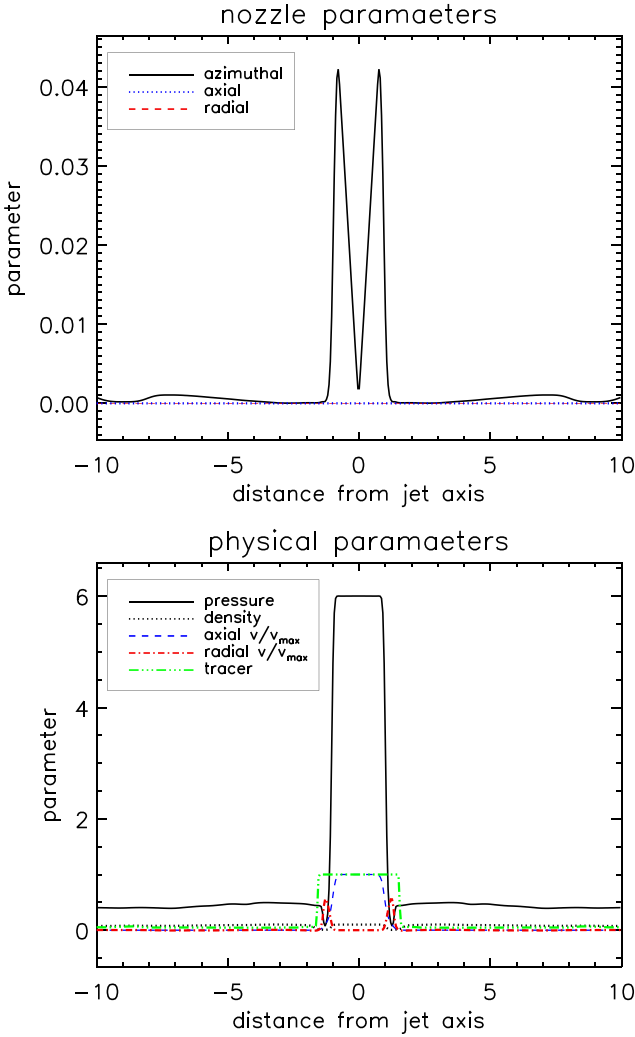 nozzle paramaeters
azimuthal
axial
radial
0.04
0.03
0.02
0.01
0.00
parameter
−10 −5 0 5 10
distance from jet axis
physical paramaeters
pressure
density
axial v/vmax
radial v/vmax
tracer
6
4
2
0
parameter
−10 −5 0 5 10
distance from jet axis